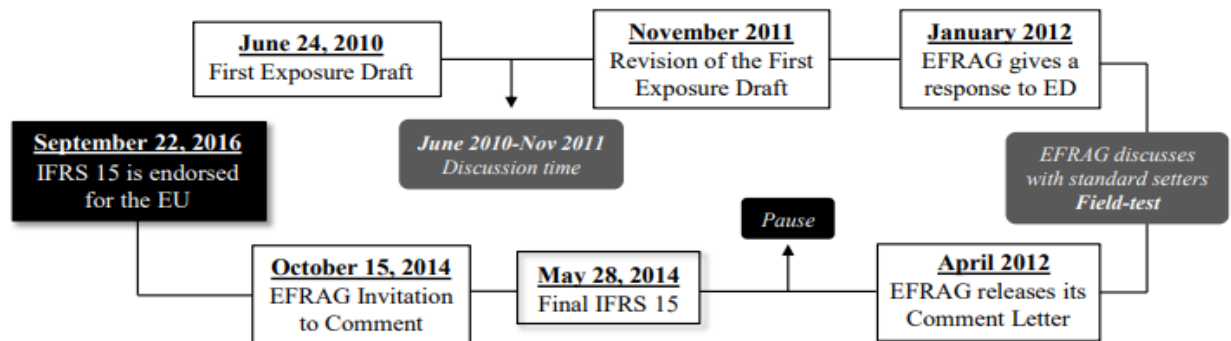 June 24, 2010
First Exposure Draft
November 2011
Revision of the First
Exposure Draft
January 2012
EFRAG gives a
response to ED
June 2010-Nov 2011
Discussion time
EFRAG discusses
with standard setters
Field-test
September 22, 2016
IFRS 15 is endorsed
for the EU
Pause
October 15, 2014
EFRAG Invitation
to Comment
May 28, 2014
Final IFRS 15
April 2012
EFRAG releases its
Comment Letter